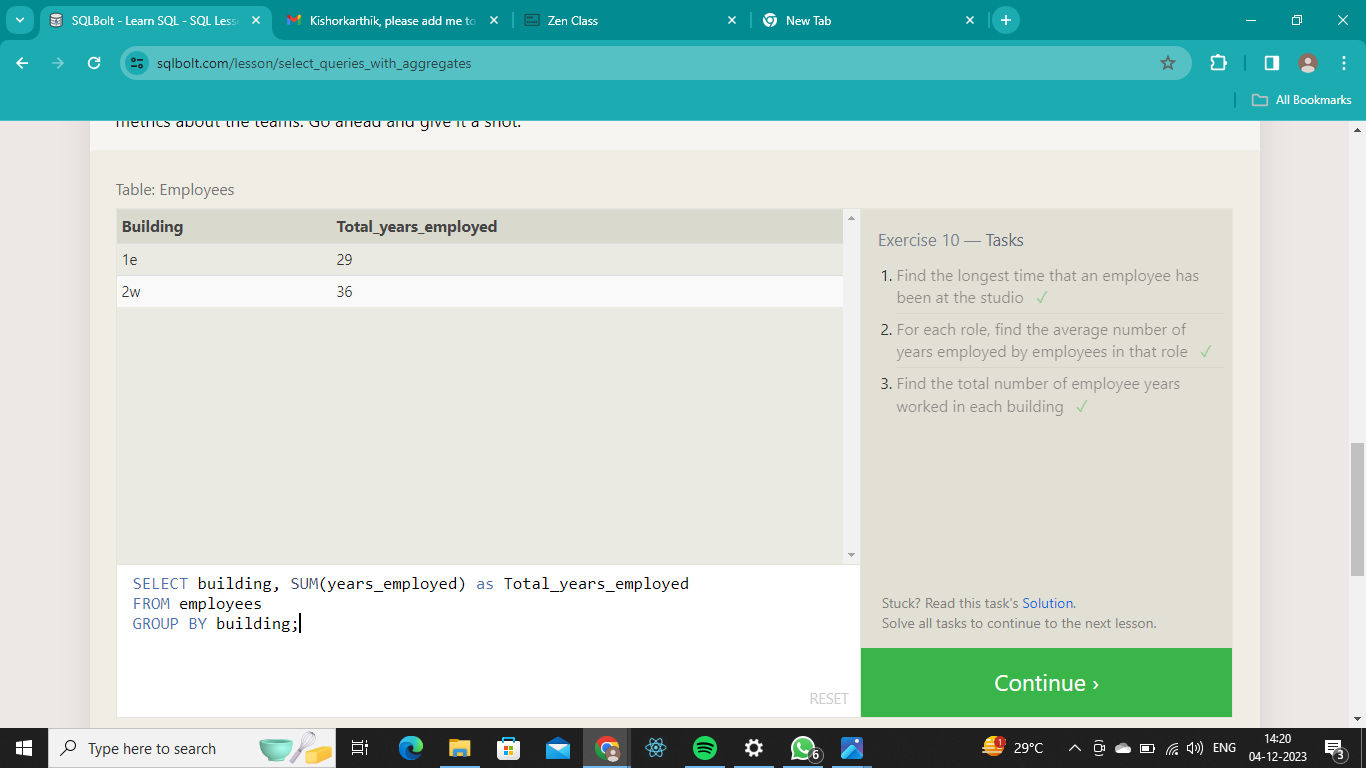 SQLBolt - Learn SQL - SQL Less
Kishorkarthik, please add me to
Zen Class
New Tab
sqlbolt.com/lesson/select_queries_with_aggregates
All Bookmarks
metrics about the teams. Go ahead and give it a shot.
Table: Employees
Building Total_years_employed
1e 29
2w 36
Exercise 10 — Tasks
1. Find the longest time that an employee has
been at the studio ✓
2. For each role, find the average number of
years employed by employees in that role ✓
3. Find the total number of employee years
worked in each building ✓
SELECT building, SUM(years_employed) as Total_years_employed
FROM employees
GROUP BY building;
RESET
Stuck? Read this task's Solution.
Solve all tasks to continue to the next lesson.
Continue ›
Type here to search
6
1
29°C
ENG
14:20
04-12-2023
3